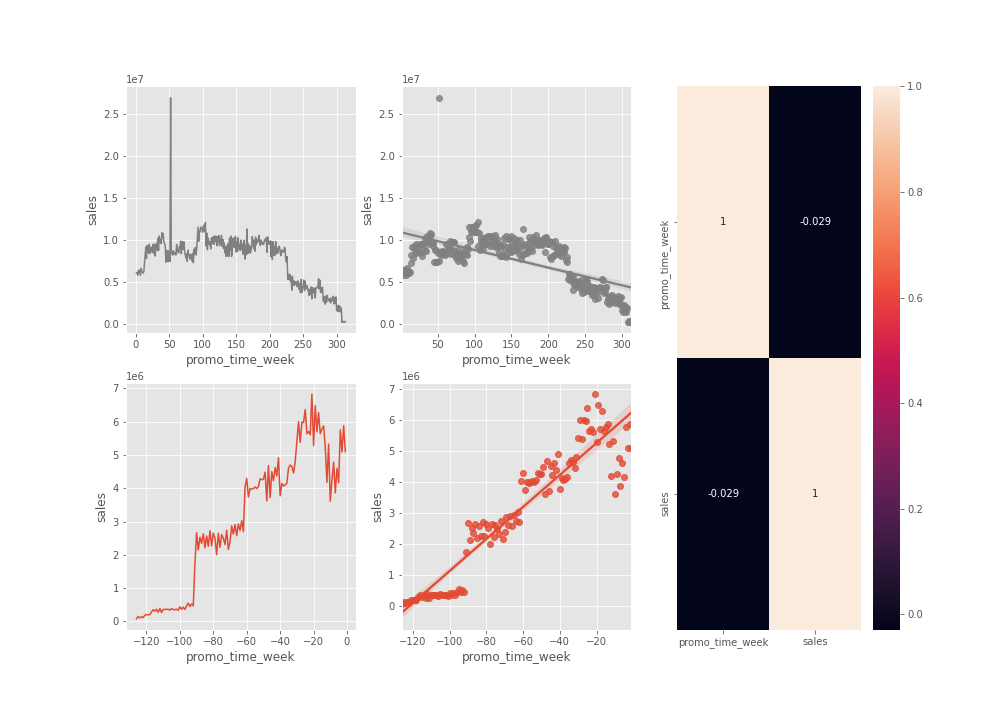 1e7
sales
2.5
2.0
1.5
1.0
0.5
0.0
0 50 100 150 200 250 300
promo_time_week
1e7
sales
2.5
2.0
1.5
1.0
0.5
0.0
50 100 150 200 250 300
promo_time_week
1e6
sales
7
6
5
4
3
2
1
0
−120 −100 −80 −60 −40 −20 0
promo_time_week
1e6
sales
6
5
4
3
2
1
0
−120 −100 −80 −60 −40 −20
promo_time_week
promo_time_week
sales
1 -0.029
-0.029 1
promo_time_week sales
1.0
0.8
0.6
0.4
0.2
0.0